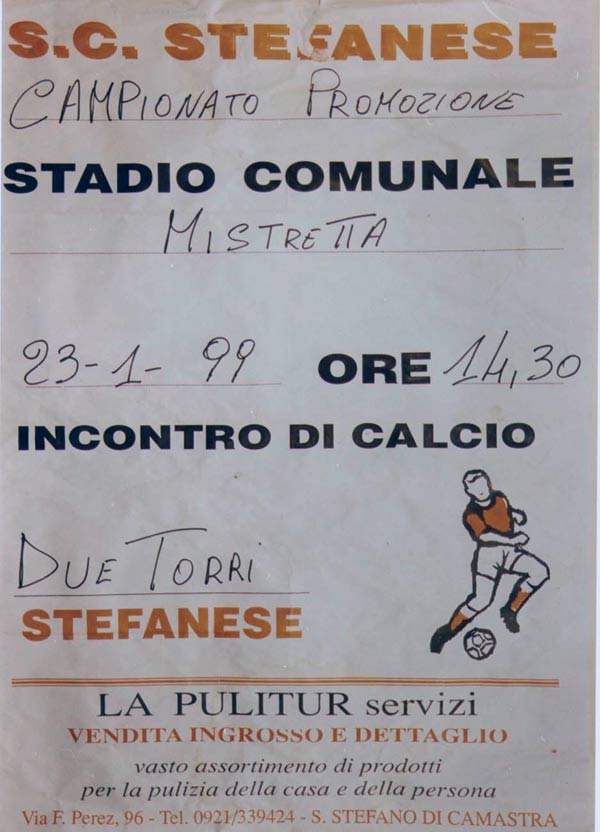 S.C. STEFANESE
CAMPIONATO PROMOZIONE
STADIO COMUNALE
MISTRETTA
23-1-99 ORE 14,30
INCONTRO DI CALCIO
DUE TORRI
STEFANESE
LA PULITUR servizi
VENDITA INGROSSO E DETTAGLIO
vasto assortimento di prodotti
per la pulizia della casa e della persona
Via F. Perez, 96 - Tel. 0921/339424 - S. STEFANO DI CAMASTRA